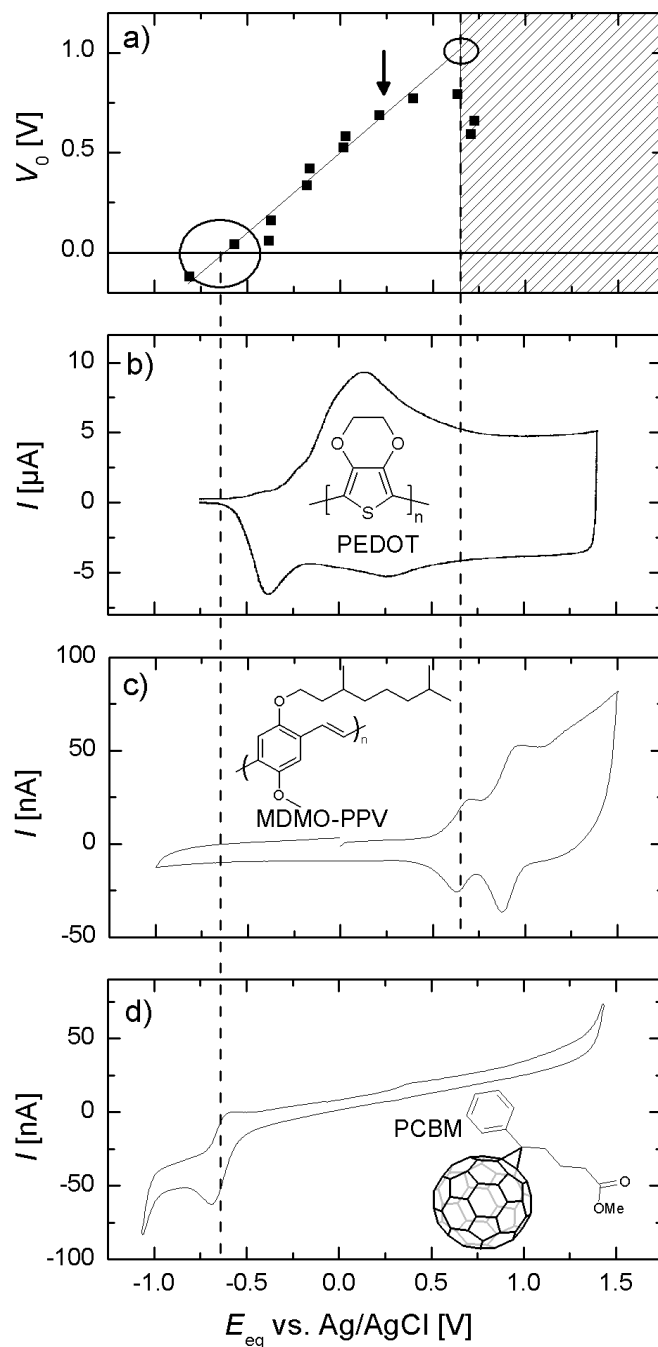 a)
V0 [V]
1.0
0.5
0.0
b)
I [µA]
10
5
0
-5
O
O
S
n
PEDOT
c)
I [nA]
100
50
0
-50
O
n
O
MDMO-PPV
d)
I [nA]
50
0
-50
-100
PCBM
O
OMe
-1.0 -0.5 0.0 0.5 1.0 1.5
Eeq vs. Ag/AgCl [V]